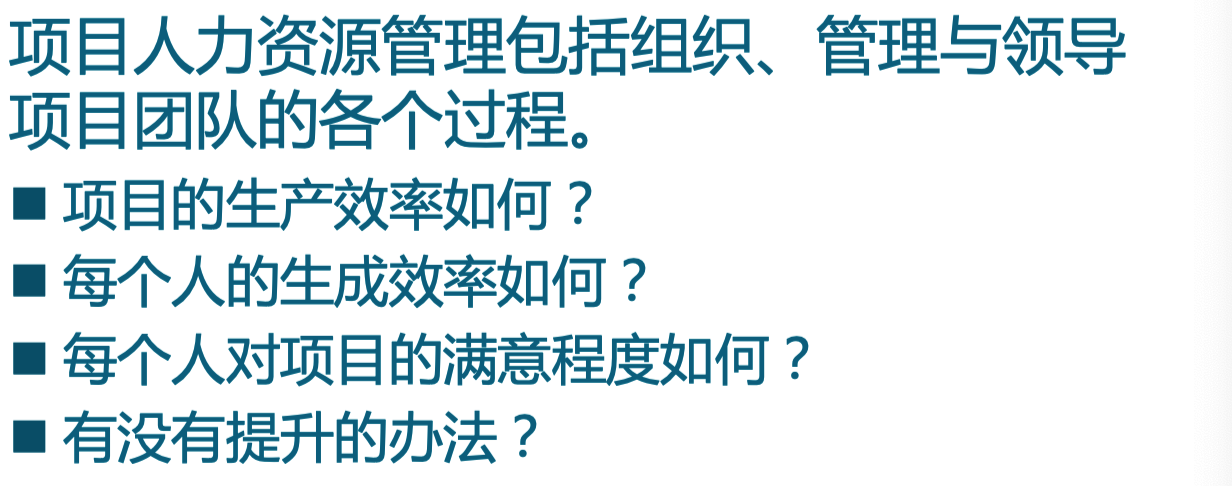 项目人力资源管理包括组织、管理与领导
项目团队的各个过程。
■ 项目的生产效率如何？
■ 每个人的生成效率如何？
■ 每个人对项目的满意程度如何？
■ 有没有提升的办法？